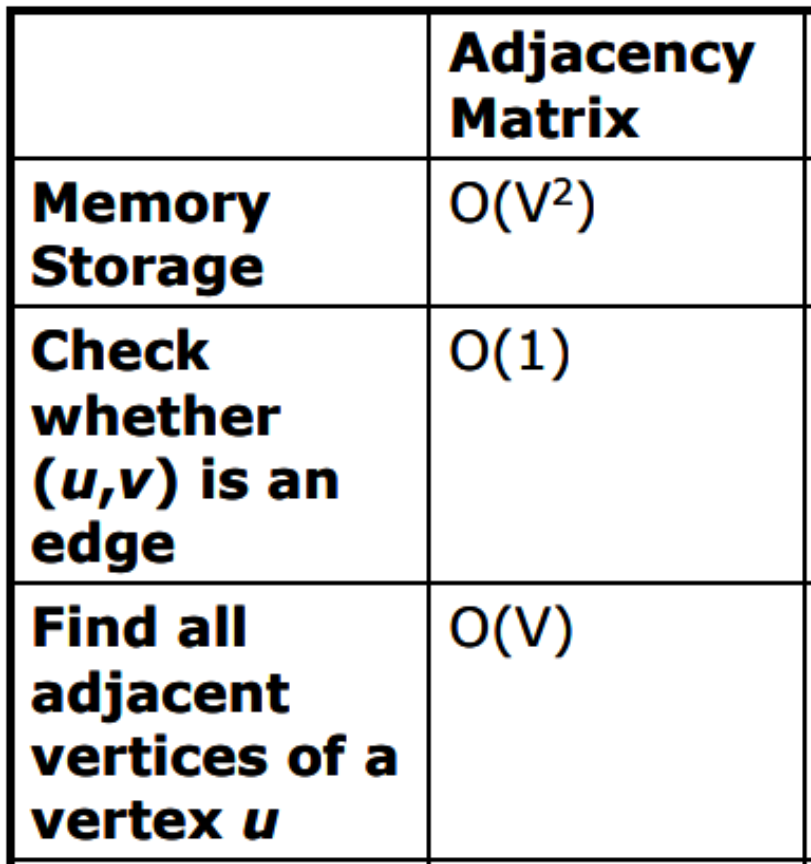 Adjacency
Matrix
Memory
Storage
O(V²)
Check
whether
(u,v) is an
edge
O(1)
Find all
adjacent
vertices of a
vertex u
O(V)